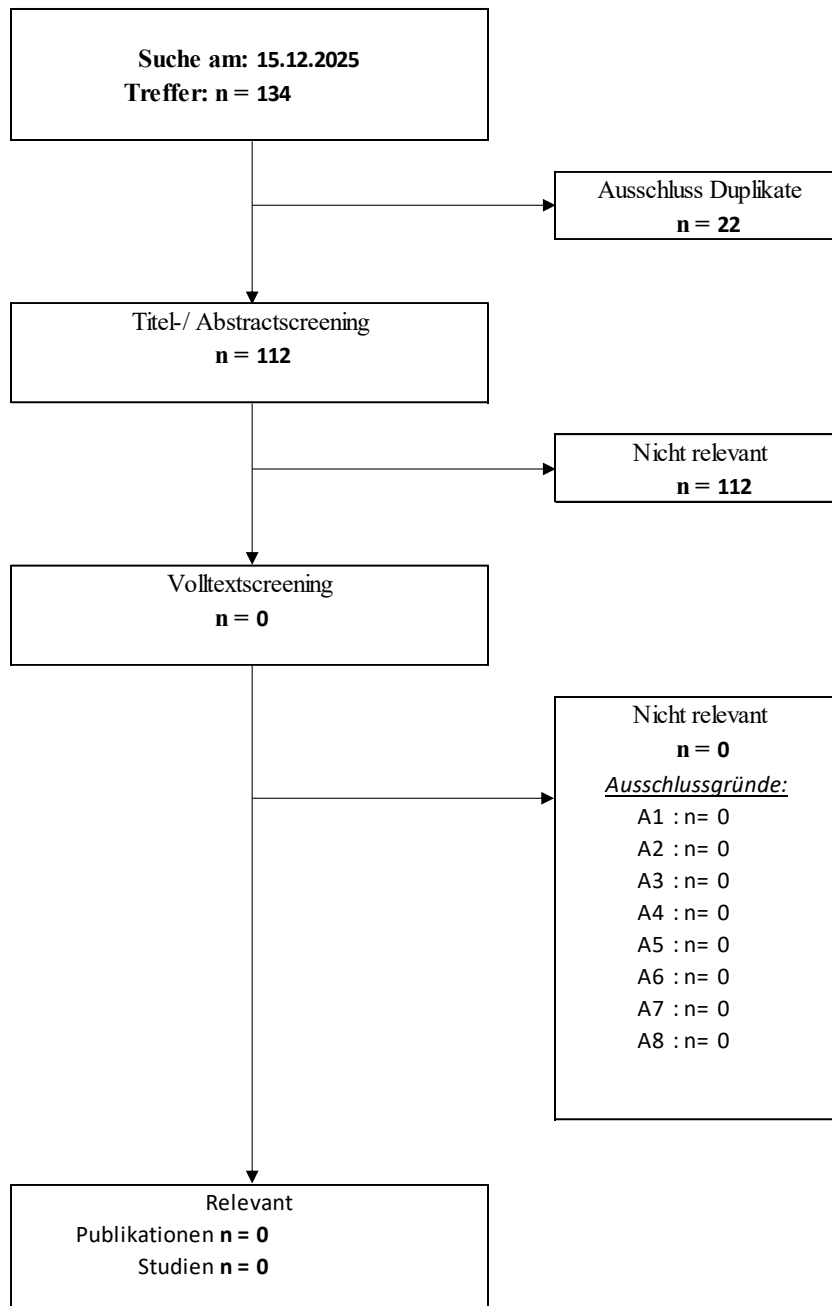 Suche am: 15.12.2025
Treffer: n = 134
Ausschluss Duplikate
n = 22
Titel-/ Abstractscreening
n = 112
Nicht relevant
n = 112
Volltextscreening
n = 0
Nicht relevant
n = 0
Ausschlussgründe:
A1 : n= 0
A2 : n= 0
A3 : n= 0
A4 : n= 0
A5 : n= 0
A6 : n= 0
A7 : n= 0
A8 : n= 0
Relevant
Publikationen n = 0
Studien n = 0